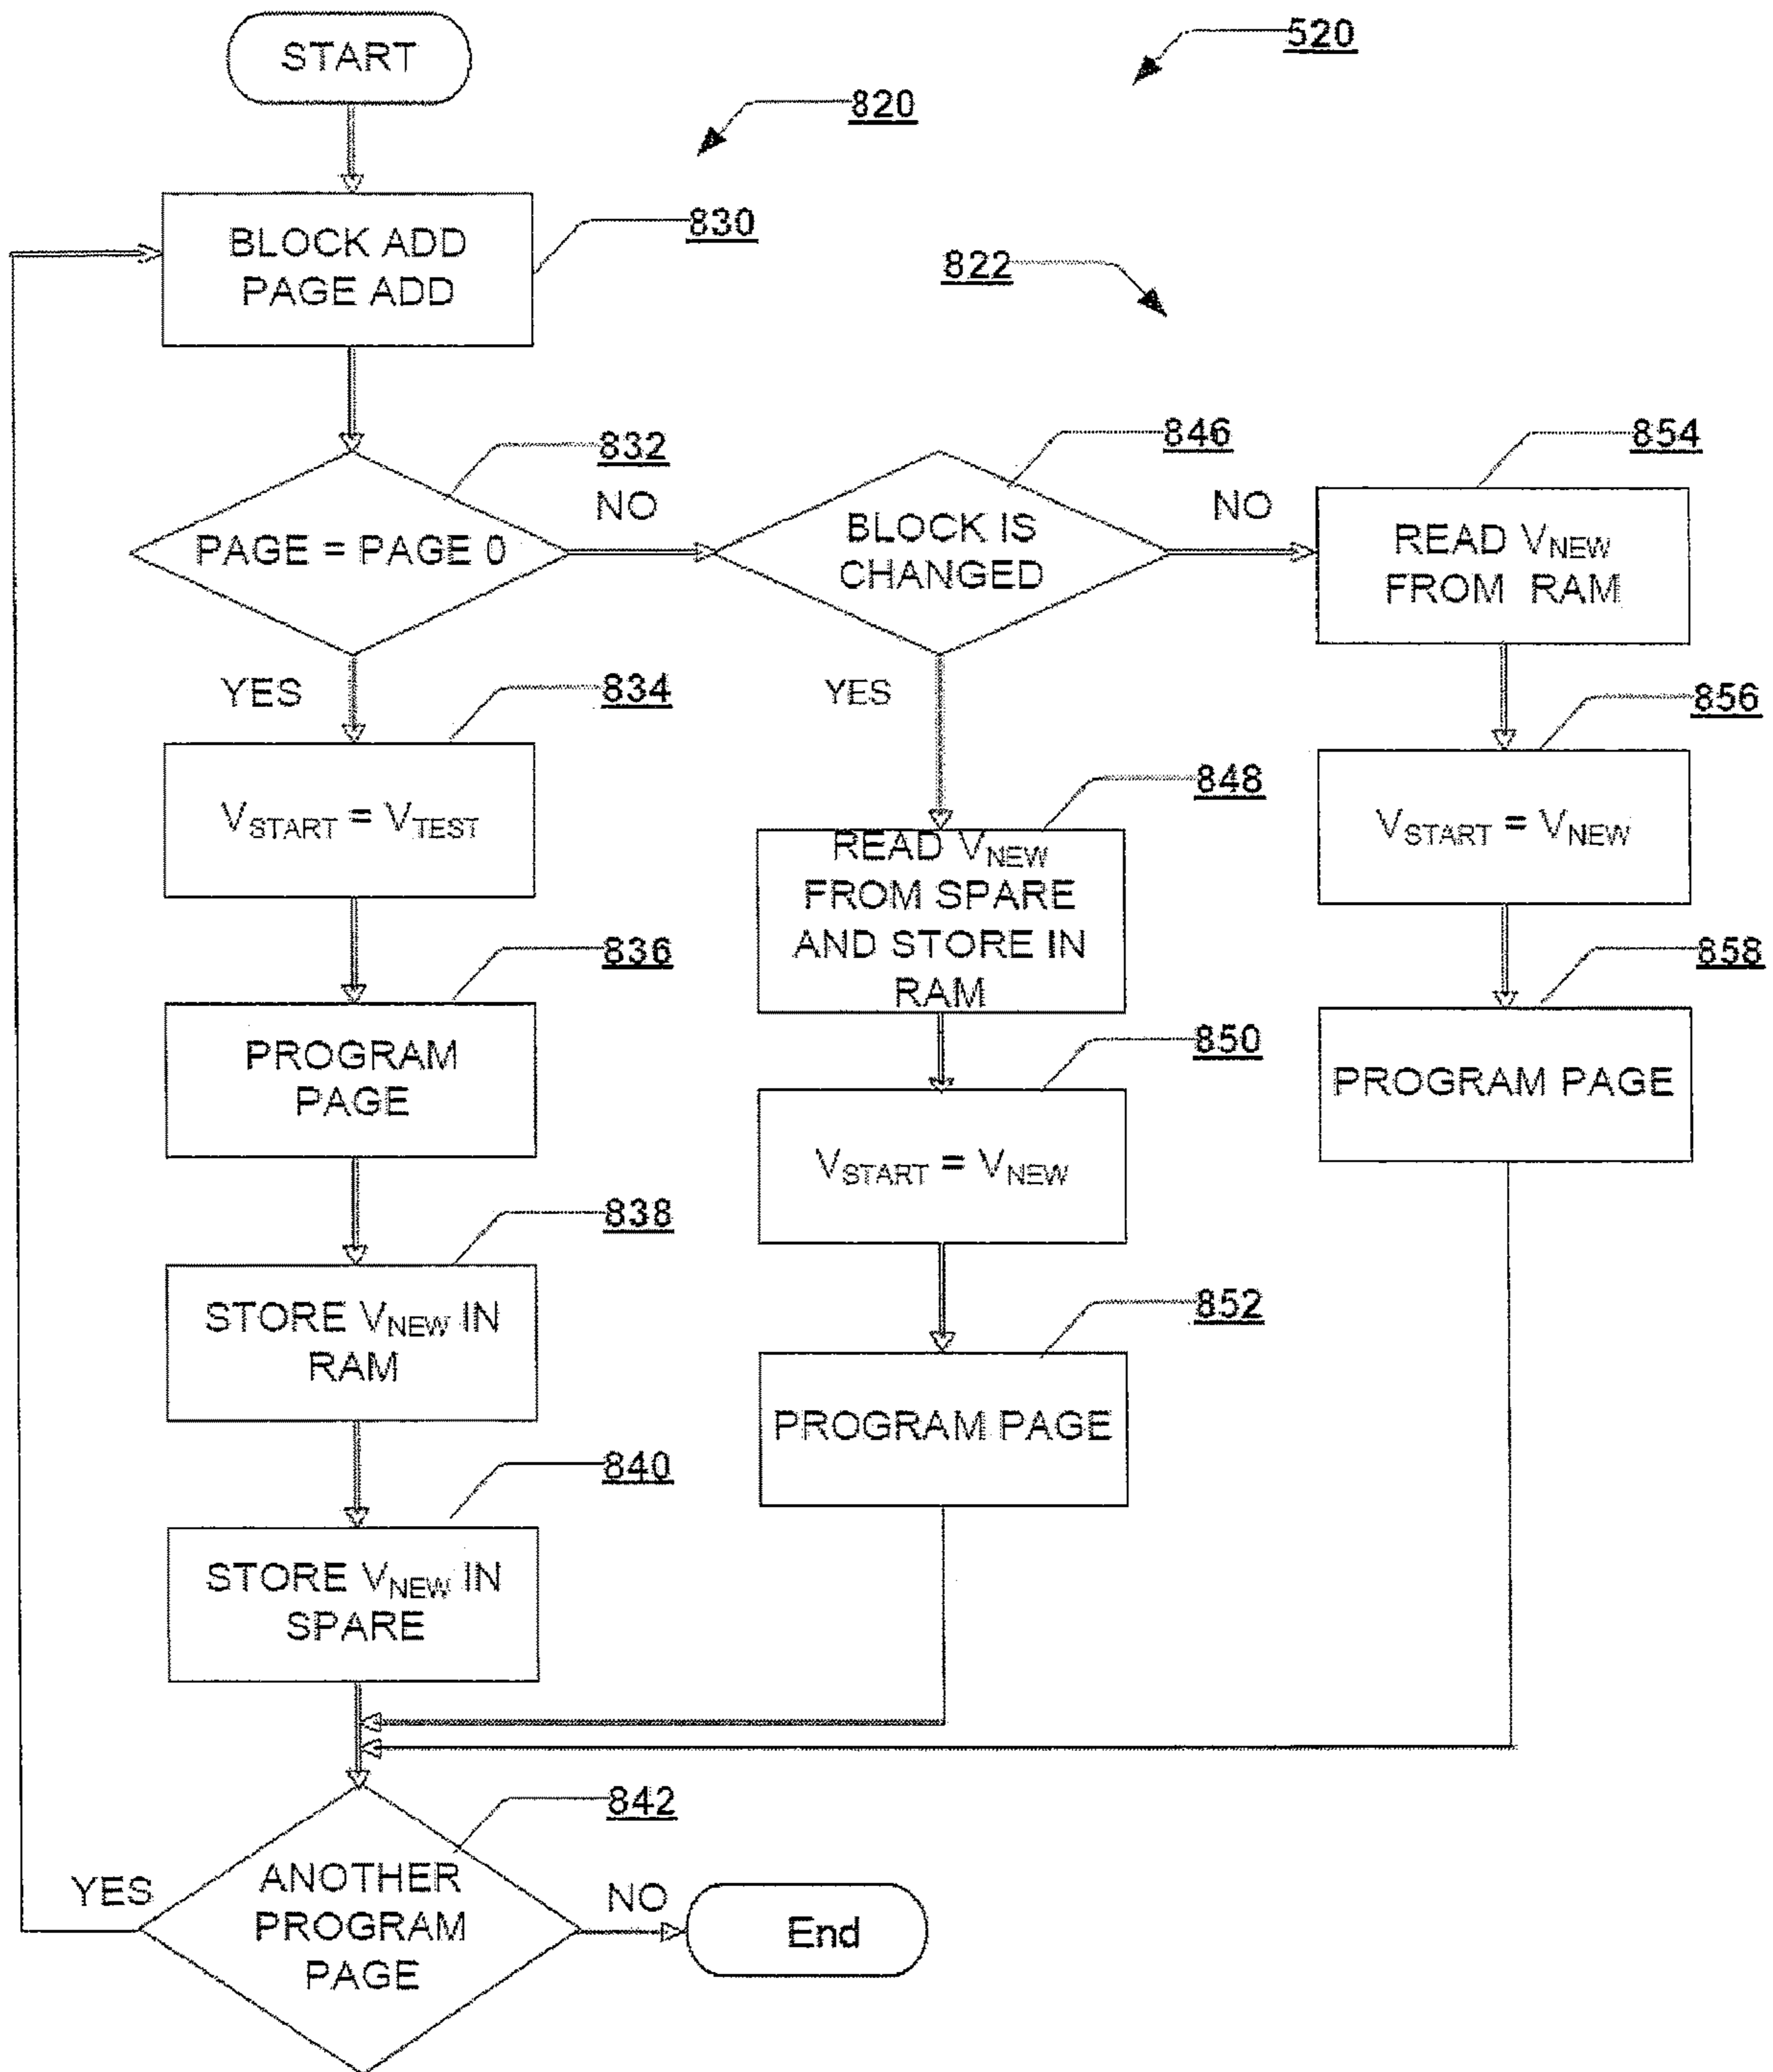 START
520
820
BLOCK ADD
PAGE ADD
830
822
832
PAGE = PAGE 0
NO
846
BLOCK IS
CHANGED
NO
854
READ VNEW
FROM RAM
YES
834
VSTART = VTEST
YES
848
READ VNEW
FROM SPARE
AND STORE IN
RAM
856
VSTART = VNEW
836
PROGRAM
PAGE
850
VSTART = VNEW
858
PROGRAM PAGE
838
STORE VNEW IN
RAM
852
PROGRAM PAGE
840
STORE VNEW IN
SPARE
842
ANOTHER
PROGRAM
PAGE
YES
NO
End